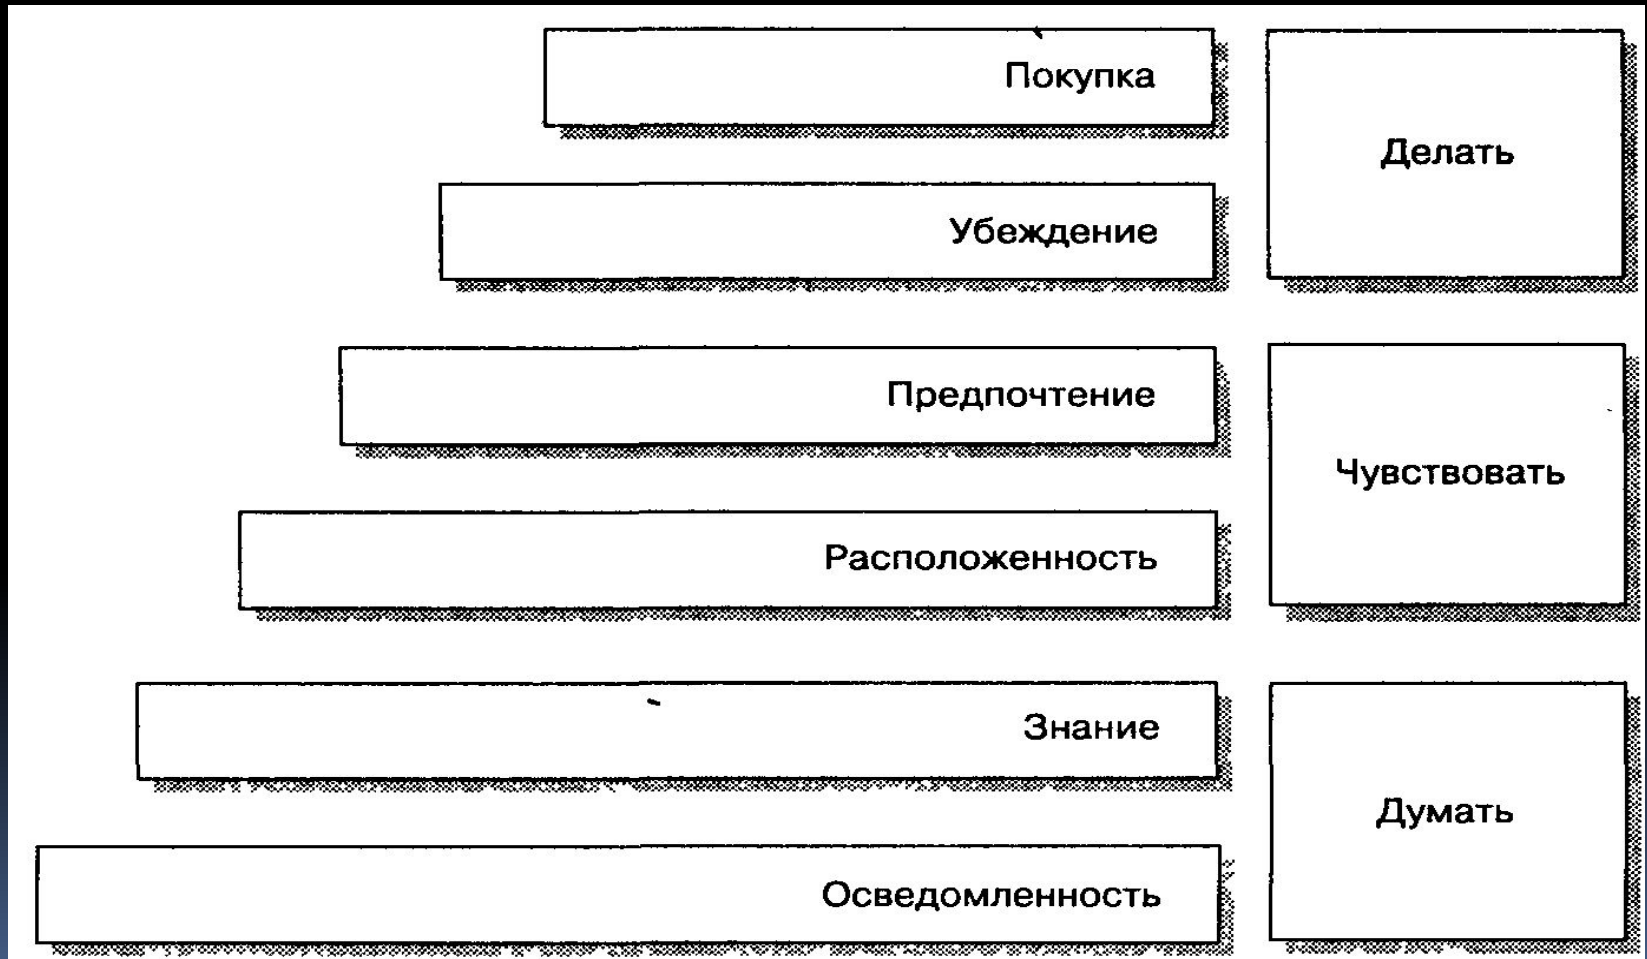 Покупка
Делать
Убеждение
Предпочтение
Чувствовать
Расположенность
Знание
Думать
Осведомленность